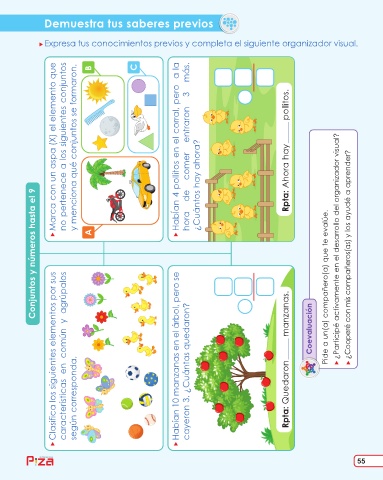 Demuestra tus saberes previos
Expresa tus conocimientos previos y completa el siguiente organizador visual.
Conjuntos y números hasta el 9
Clasifica los siguientes elementos por sus
características en común y agrúpalos
según corresponda.
Marca con un aspa (X) el elemento que
no pertenece a los siguientes conjuntos
y menciona qué conjuntos se formaron.
A
B
C
Habían 10 manzanas en el árbol, pero se
cayeron 3. ¿Cuántas quedaron?
Rpta: Quedaron ____ manzanas.
Habían 4 pollitos en el corral, pero a la
hora de comer entraron 3 más.
¿Cuántos hay ahora?
Rpta: Ahora hay ____ pollitos.
Coevaluación
Pide a un(a) compañero(a) que te evalúe.
¿Participé activamente en el desarrollo del organizador visual?
¿Cooperé con mis compañeros(as) y los ayudé a aprender?
P:za
55